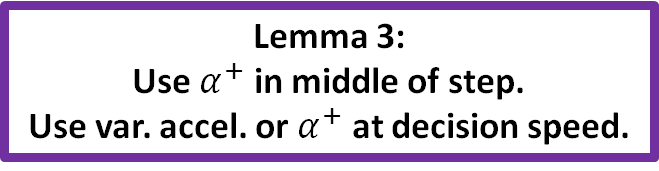 Lemma 3:
Use α⁺ in middle of step.
Use var. accel. or α⁺ at decision speed.